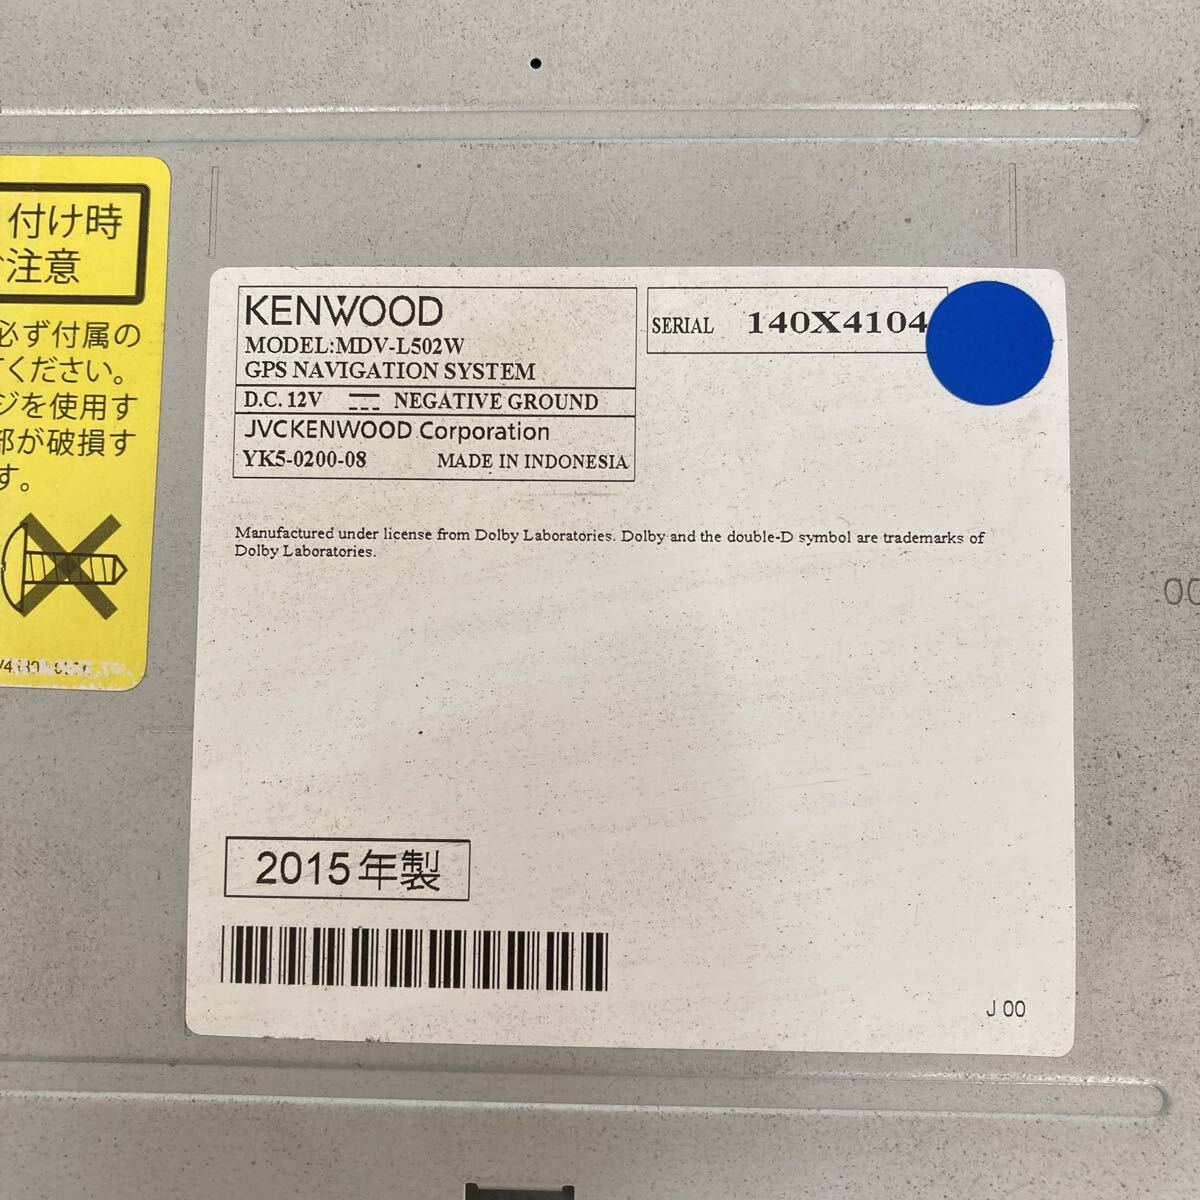 付け時
注意
必ず付属の
てください。
ジを使用す
部が破損す
す。
KENWOOD
MODEL:MDV-L502W
GPS NAVIGATION SYSTEM
D.C. 12V NEGATIVE GROUND
JVCKENWOOD Corporation
YK5-0200-08 MADE IN INDONESIA
SERIAL 140X4104
Manufactured under license from Dolby Laboratories. Dolby and the double-D symbol are trademarks of
Dolby Laboratories.
2015年製
J 00
00